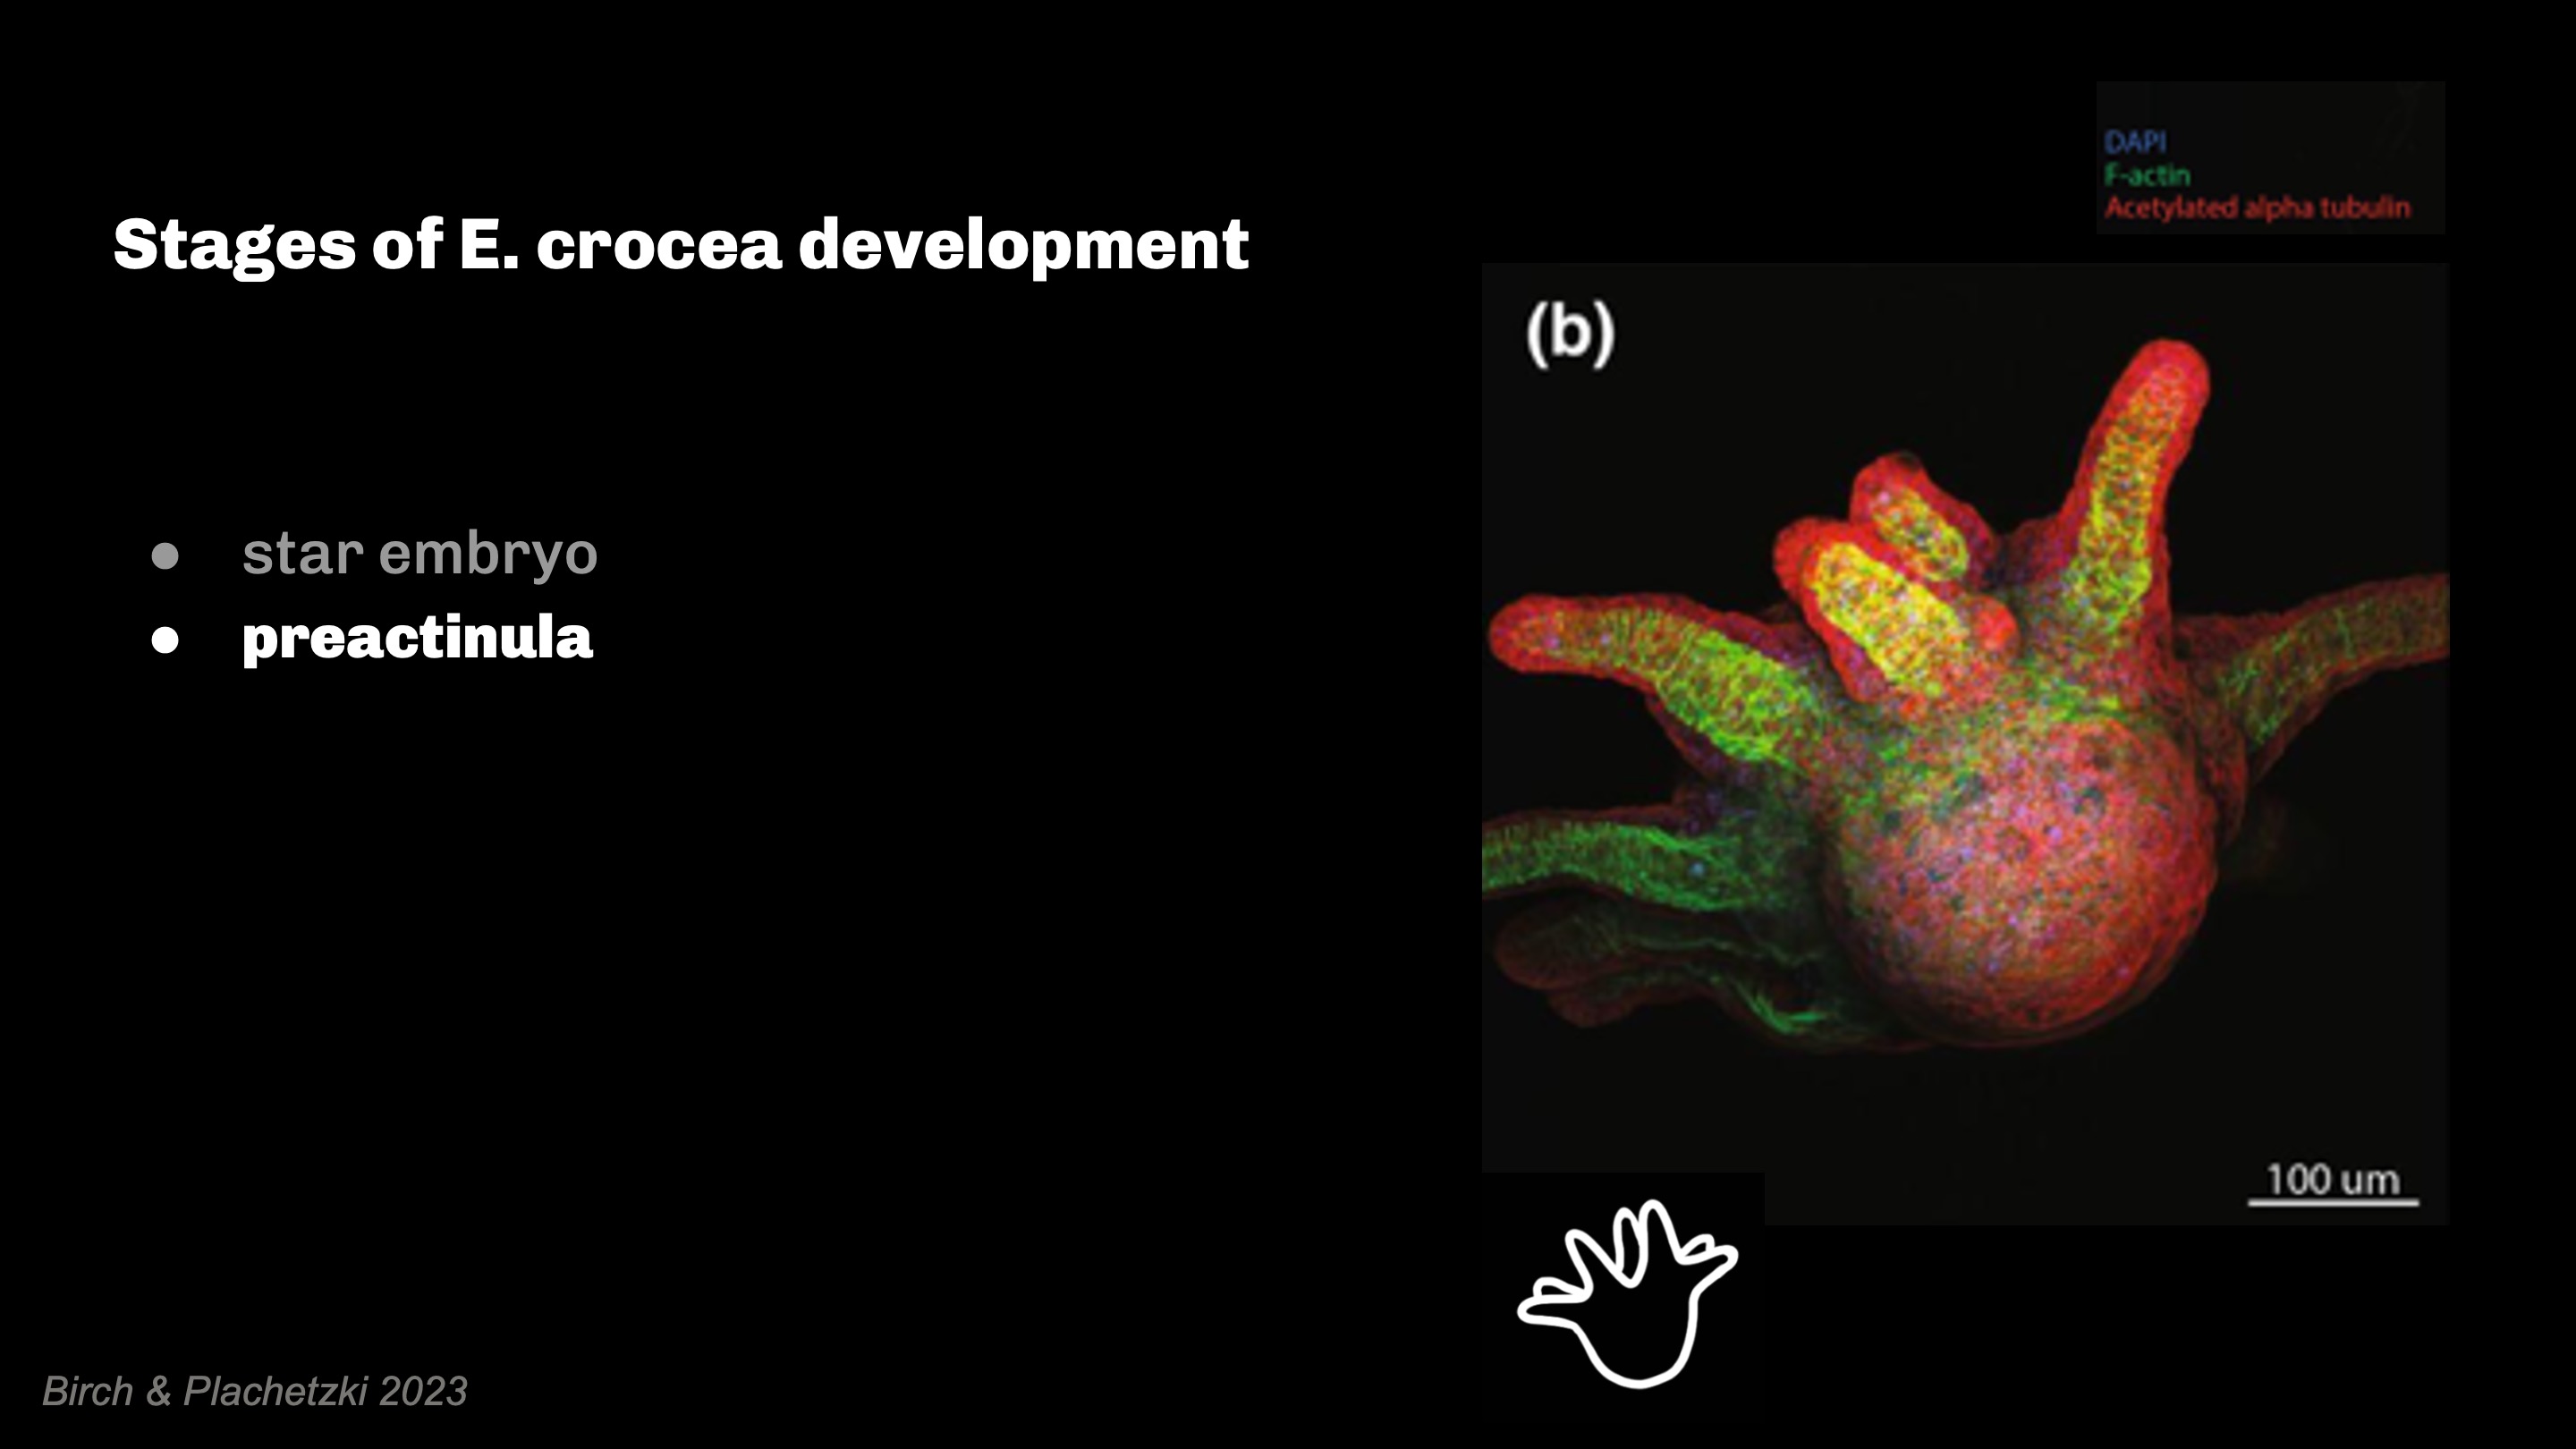 DAPI
F-actin
Acetylated alpha tubulin
Stages of E. crocea development
(b)
● star embryo
● preactinula
100 um
Birch & Plachetzki 2023